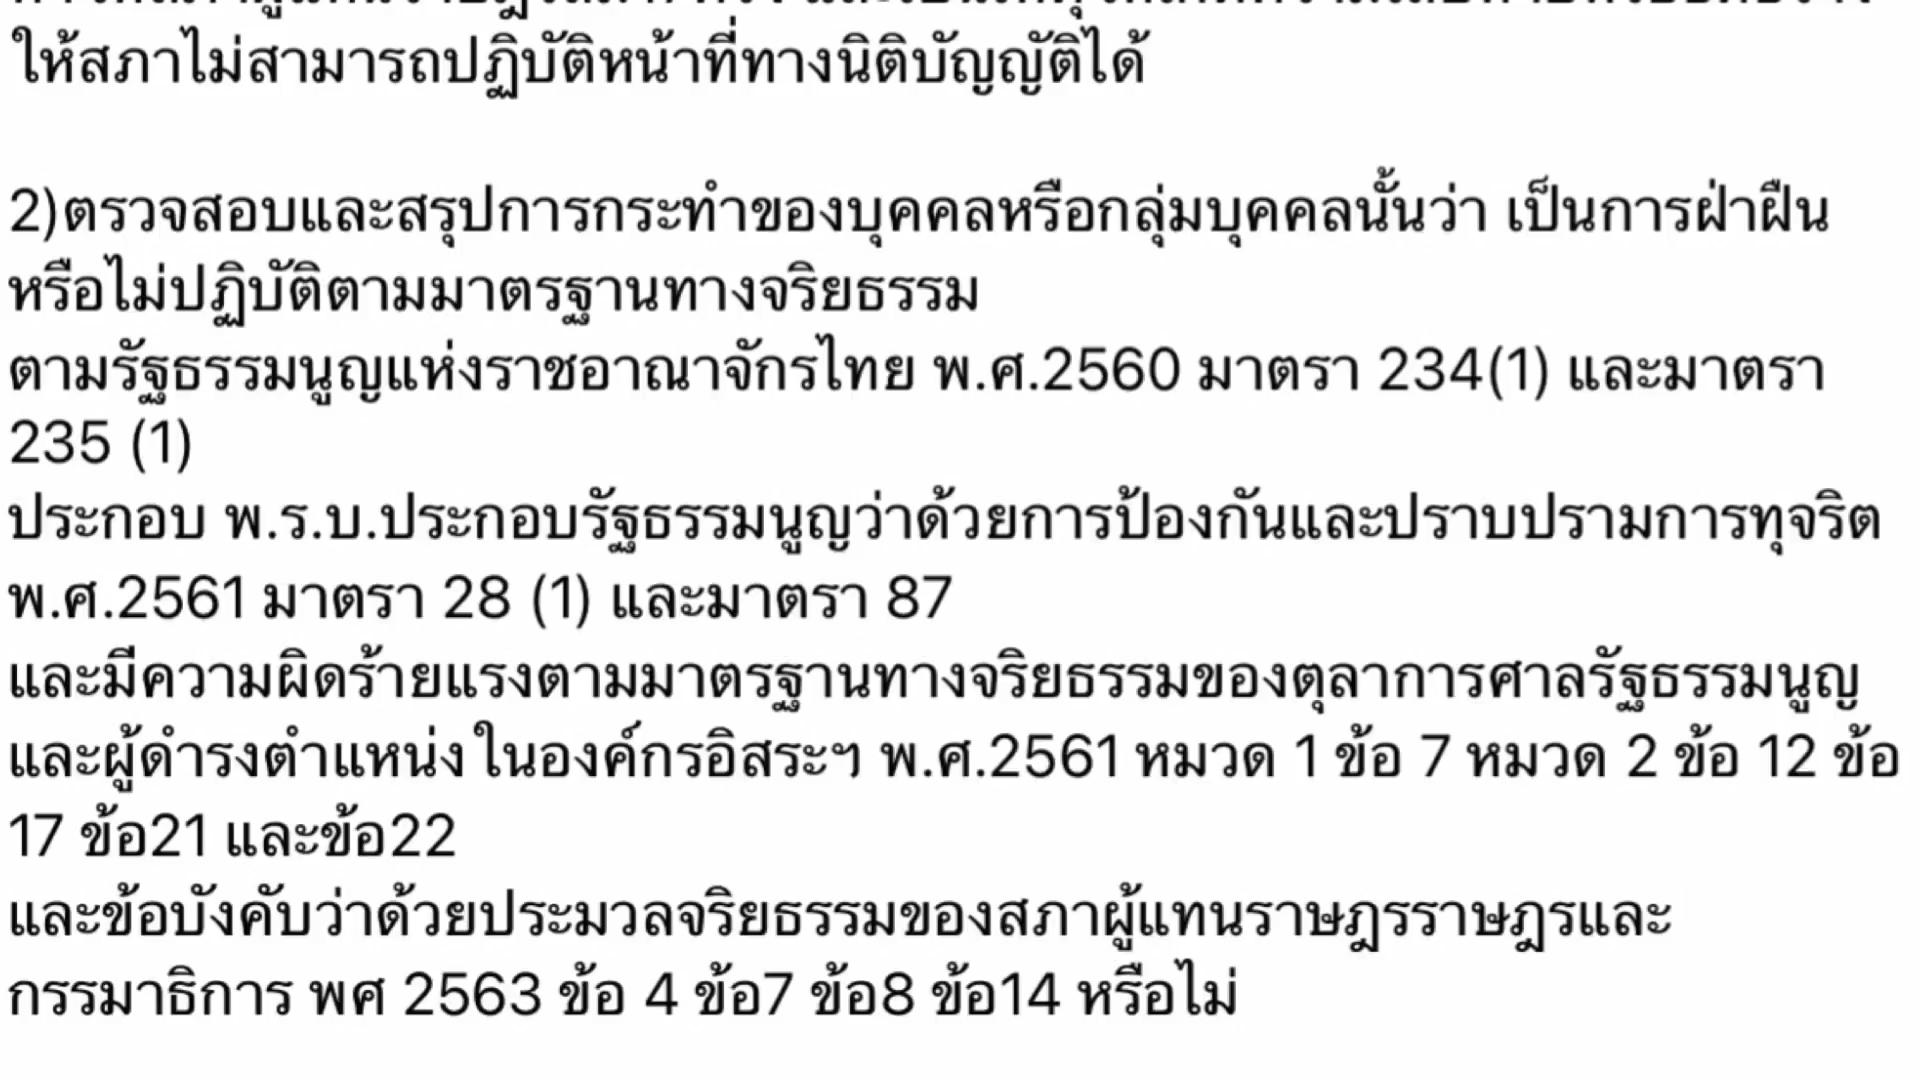 ให้สภาไม่สามารถปฏิบัติหน้าที่ทางนิติบัญญัติได้
2)ตรวจสอบและสรุปการกระทำของบุคคลหรือกลุ่มบุคคลนั้นว่า เป็นการฝ่าฝืน
หรือไม่ปฏิบัติตามมาตรฐานทางจริยธรรม
ตามรัฐธรรมนูญแห่งราชอาณาจักรไทย พ.ศ.2560 มาตรา 234(1) และมาตรา
235 (1)
ประกอบ พ.ร.บ.ประกอบรัฐธรรมนูญว่าด้วยการป้องกันและปราบปรามการทุจริต
พ.ศ.2561 มาตรา 28 (1) และมาตรา 87
และมีความผิดร้ายแรงตามมาตรฐานทางจริยธรรมของตุลาการศาลรัฐธรรมนูญ
และผู้ดำรงตำแหน่ง ในองค์กรอิสระฯ พ.ศ.2561 หมวด 1 ข้อ 7 หมวด 2 ข้อ 12 ข้อ
17 ข้อ21 และข้อ22
และข้อบังคับว่าด้วยประมวลจริยธรรมของสภาผู้แทนราษฎรราษฎรและ
กรรมาธิการ พศ 2563 ข้อ 4 ข้อ7 ข้อ8 ข้อ14 หรือไม่